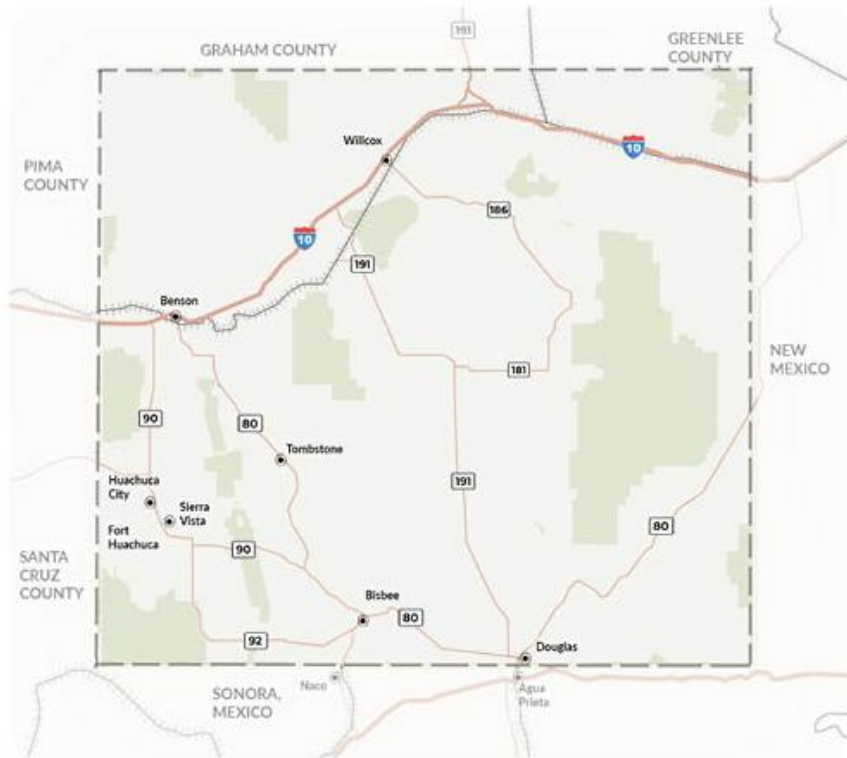 191
GRAHAM COUNTY
GREENLEE
COUNTY
Willcox
10
PIMA
COUNTY
186
10
191
Benson
NEW
MEXICO
181
90
80
Tombstone
191
Huachuca
City
Sierra
Vista
Fort
Huachuca
80
90
SANTA
CRUZ
COUNTY
Bisbee
80
92
Douglas
Naco
Agua
Prieta
SONORA,
MEXICO